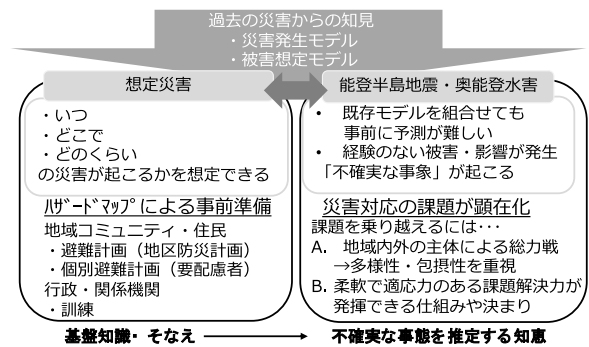 過去の災害からの知見
・災害発生モデル
・被害想定モデル
想定災害
・いつ
・どこで
・どのくらい
の災害が起こるかを想定できる
ﾊｻﾞｰﾄﾞﾏｯﾌﾟによる事前準備
地域コミュニティ・住民
・避難計画（地区防災計画）
・個別避難計画（要配慮者）
行政・関係機関
・訓練
基盤知識・そなえ
能登半島地震・奥能登水害
• 既存モデルを組合せても
事前に予測が難しい
• 経験のない被害・影響が発生
「不確実な事象」が起こる
災害対応の課題が顕在化
課題を乗り越えるには･･･
A. 地域内外の主体による総力戦
→多様性・包摂性を重視
B. 柔軟で適応力のある課題解決力が
発揮できる仕組みや決まり
不確実な事態を推定する知恵